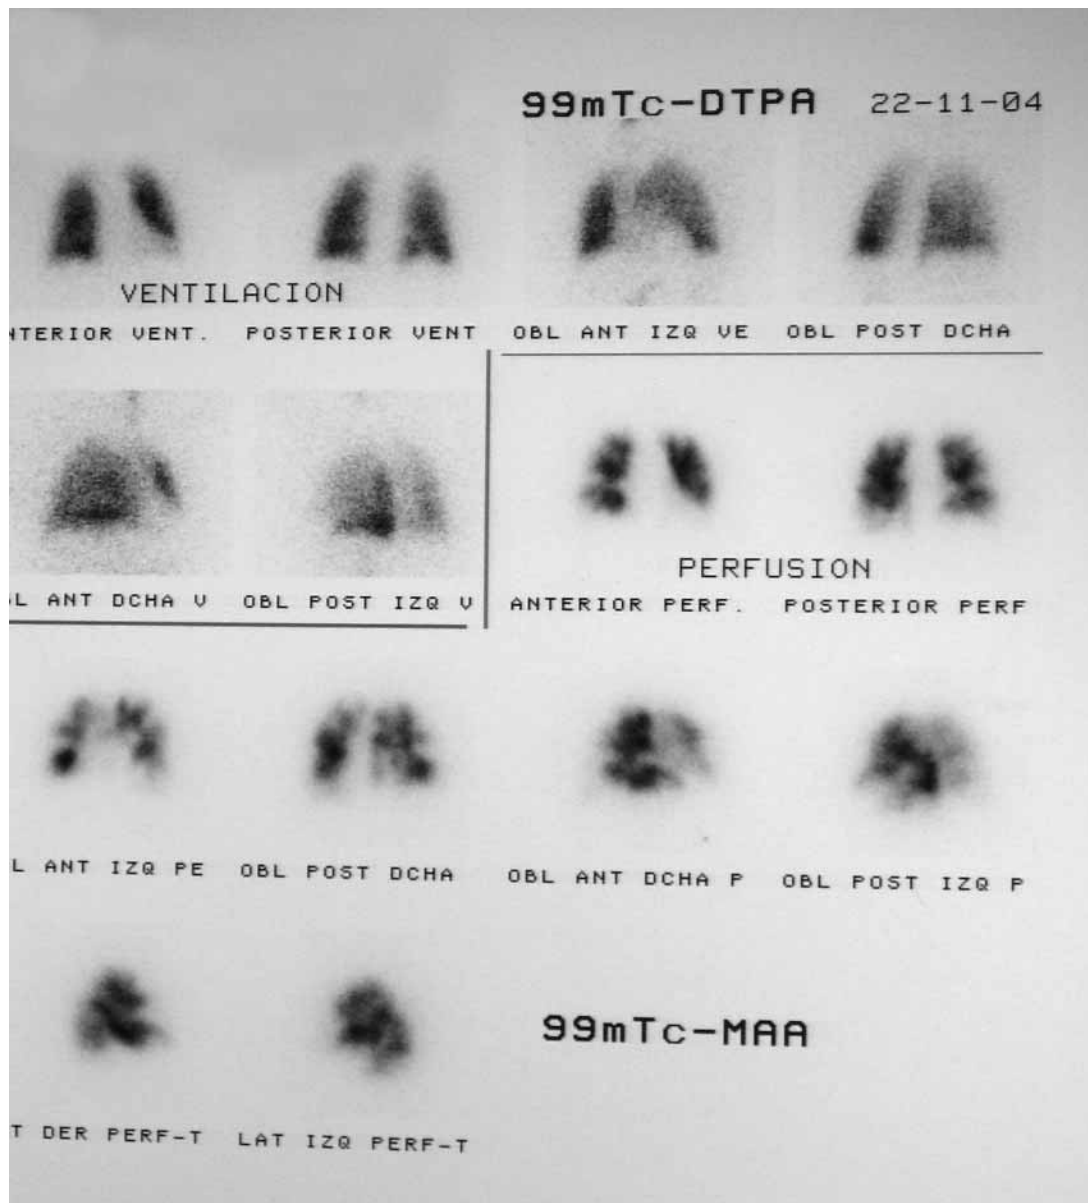 99mTc-DTPA 22-11-04
VENTILACION
NTERIOR VENT. POSTERIOR VENT OBL ANT IZQ VE OBL POST DCHA
L ANT DCHA V OBL POST IZQ V
PERFUSION
ANTERIOR PERF. POSTERIOR PERF
L ANT IZQ PE OBL POST DCHA OBL ANT DCHA P OBL POST IZQ P
99mTc-MAA
T DER PERF-T LAT IZQ PERF-T